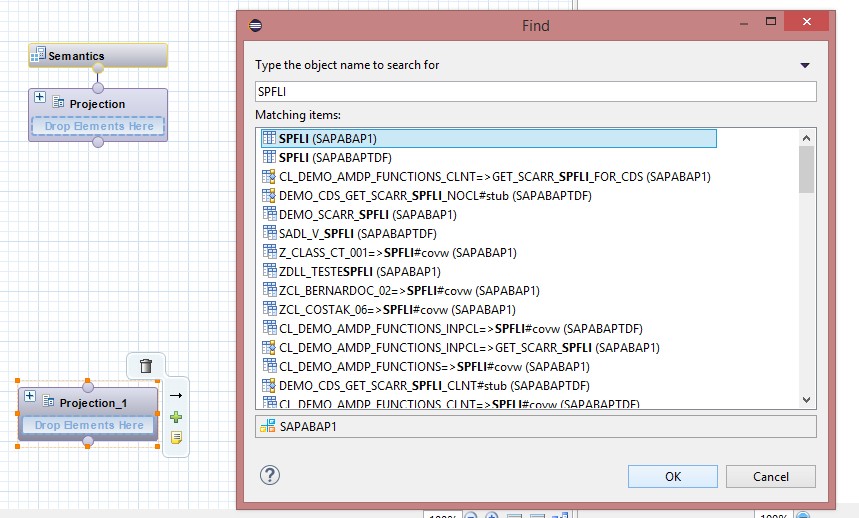 Semantics
Projection
Drop Elements Here
Projection_1
Drop Elements Here
Find
Type the object name to search for
SPFLI
Matching items:
SPFLI (SAPABAP1)
SPFLI (SAPABAPTDF)
CL_DEMO_AMDP_FUNCTIONS_CLNT=>GET_SCARR_SPFLI_FOR_CDS (SAPABAP1)
DEMO_CDS_GET_SCARR_SPFLI_NOCL#stub (SAPABAPTDF)
DEMO_SCARR_SPFLI (SAPABAP1)
SADL_V_SPFLI (SAPABAPTDF)
Z_CLASS_CT_001=>SPFLI#covw (SAPABAP1)
ZDLL_TESTESPFLI (SAPABAP1)
ZCL_BERNARDOC_02=>SPFLI#covw (SAPABAP1)
ZCL_COSTAK_06=>SPFLI#covw (SAPABAP1)
CL_DEMO_AMDP_FUNCTIONS_INPCL=>SPFLI#covw (SAPABAPTDF)
CL_DEMO_AMDP_FUNCTIONS_INPCL=>GET_SCARR_SPFLI (SAPABAP1)
CL_DEMO_AMDP_FUNCTIONS=>SPFLI#covw (SAPABAP1)
DEMO_CDS_GET_SCARR_SPFLI_CLNT#stub (SAPABAPTDF)
CL_DEMO_AMDP_FUNCTIONS_CLNT=>SPFLI#covw (SAPABAP1)
SAPABAP1
OK
Cancel